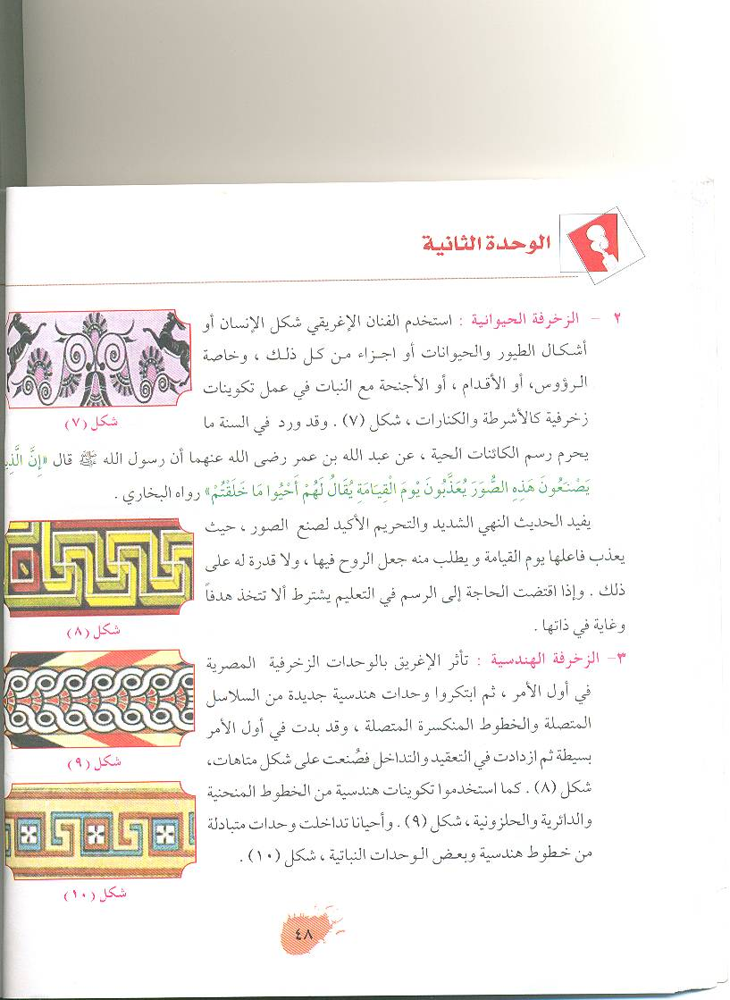 الوحدة الثانية
٢ - الزخرفة الحيوانية : استخدم الفنان الإغريقي شكل الإنسان أو
أشكال الطيور والحيوانات أو اجزاء من كل ذلك ، وخاصة
الرؤوس، أو الأقدام ، أو الأجنحة مع النبات في عمل تكوينات
زخرفية كالأشرطة والكنارات ، شكل (٧) . وقد ورد في السنة ما
شكل (٧)
يحرم رسم الكائنات الحية ، عن عبد الله بن عمر رضى الله عنهما أن رسول الله ﷺ قال «إِنَّ
يَصْنَعُونَ هَذِهِ الصُّوَرَ يُعَذَّبُونَ يَوْمَ الْقِيَامَةِ يُقَالُ لَهُمْ أَحْيُوا مَا خَلَقْتُمْ» رواه البخاري .
يفيد الحديث النهي الشديد والتحريم الأكيد لصنع الصور ، حيث
يعذب فاعلها يوم القيامة ويطلب منه جعل الروح فيها ، ولا قدرة له على
ذلك . وإذا اقتضت الحاجة إلى الرسم في التعليم يشترط ألا تتخذ هدفاً
وغاية في ذاتها .
شكل (٨)
٣- الزخرفة الهندسية : تأثر الإغريق بالوحدات الزخرفية المصرية
في أول الأمر ، ثم ابتكروا وحدات هندسية جديدة من السلاسل
المتصلة والخطوط المنكسرة المتصلة ، وقد بدت في أول الأمر
بسيطة ثم ازدادت في التعقيد والتداخل فصُنعت على شكل متاهات،
شكل (٨) . كما استخدموا تكوينات هندسية من الخطوط المنحنية
والدائرية والحلزونية ، شكل (٩) . وأحيانا تداخلت وحدات متبادلة
من خطوط هندسية وبعض الوحدات النباتية ، شكل (١٠) .
شكل (٩)
شكل (١٠)
٤٨